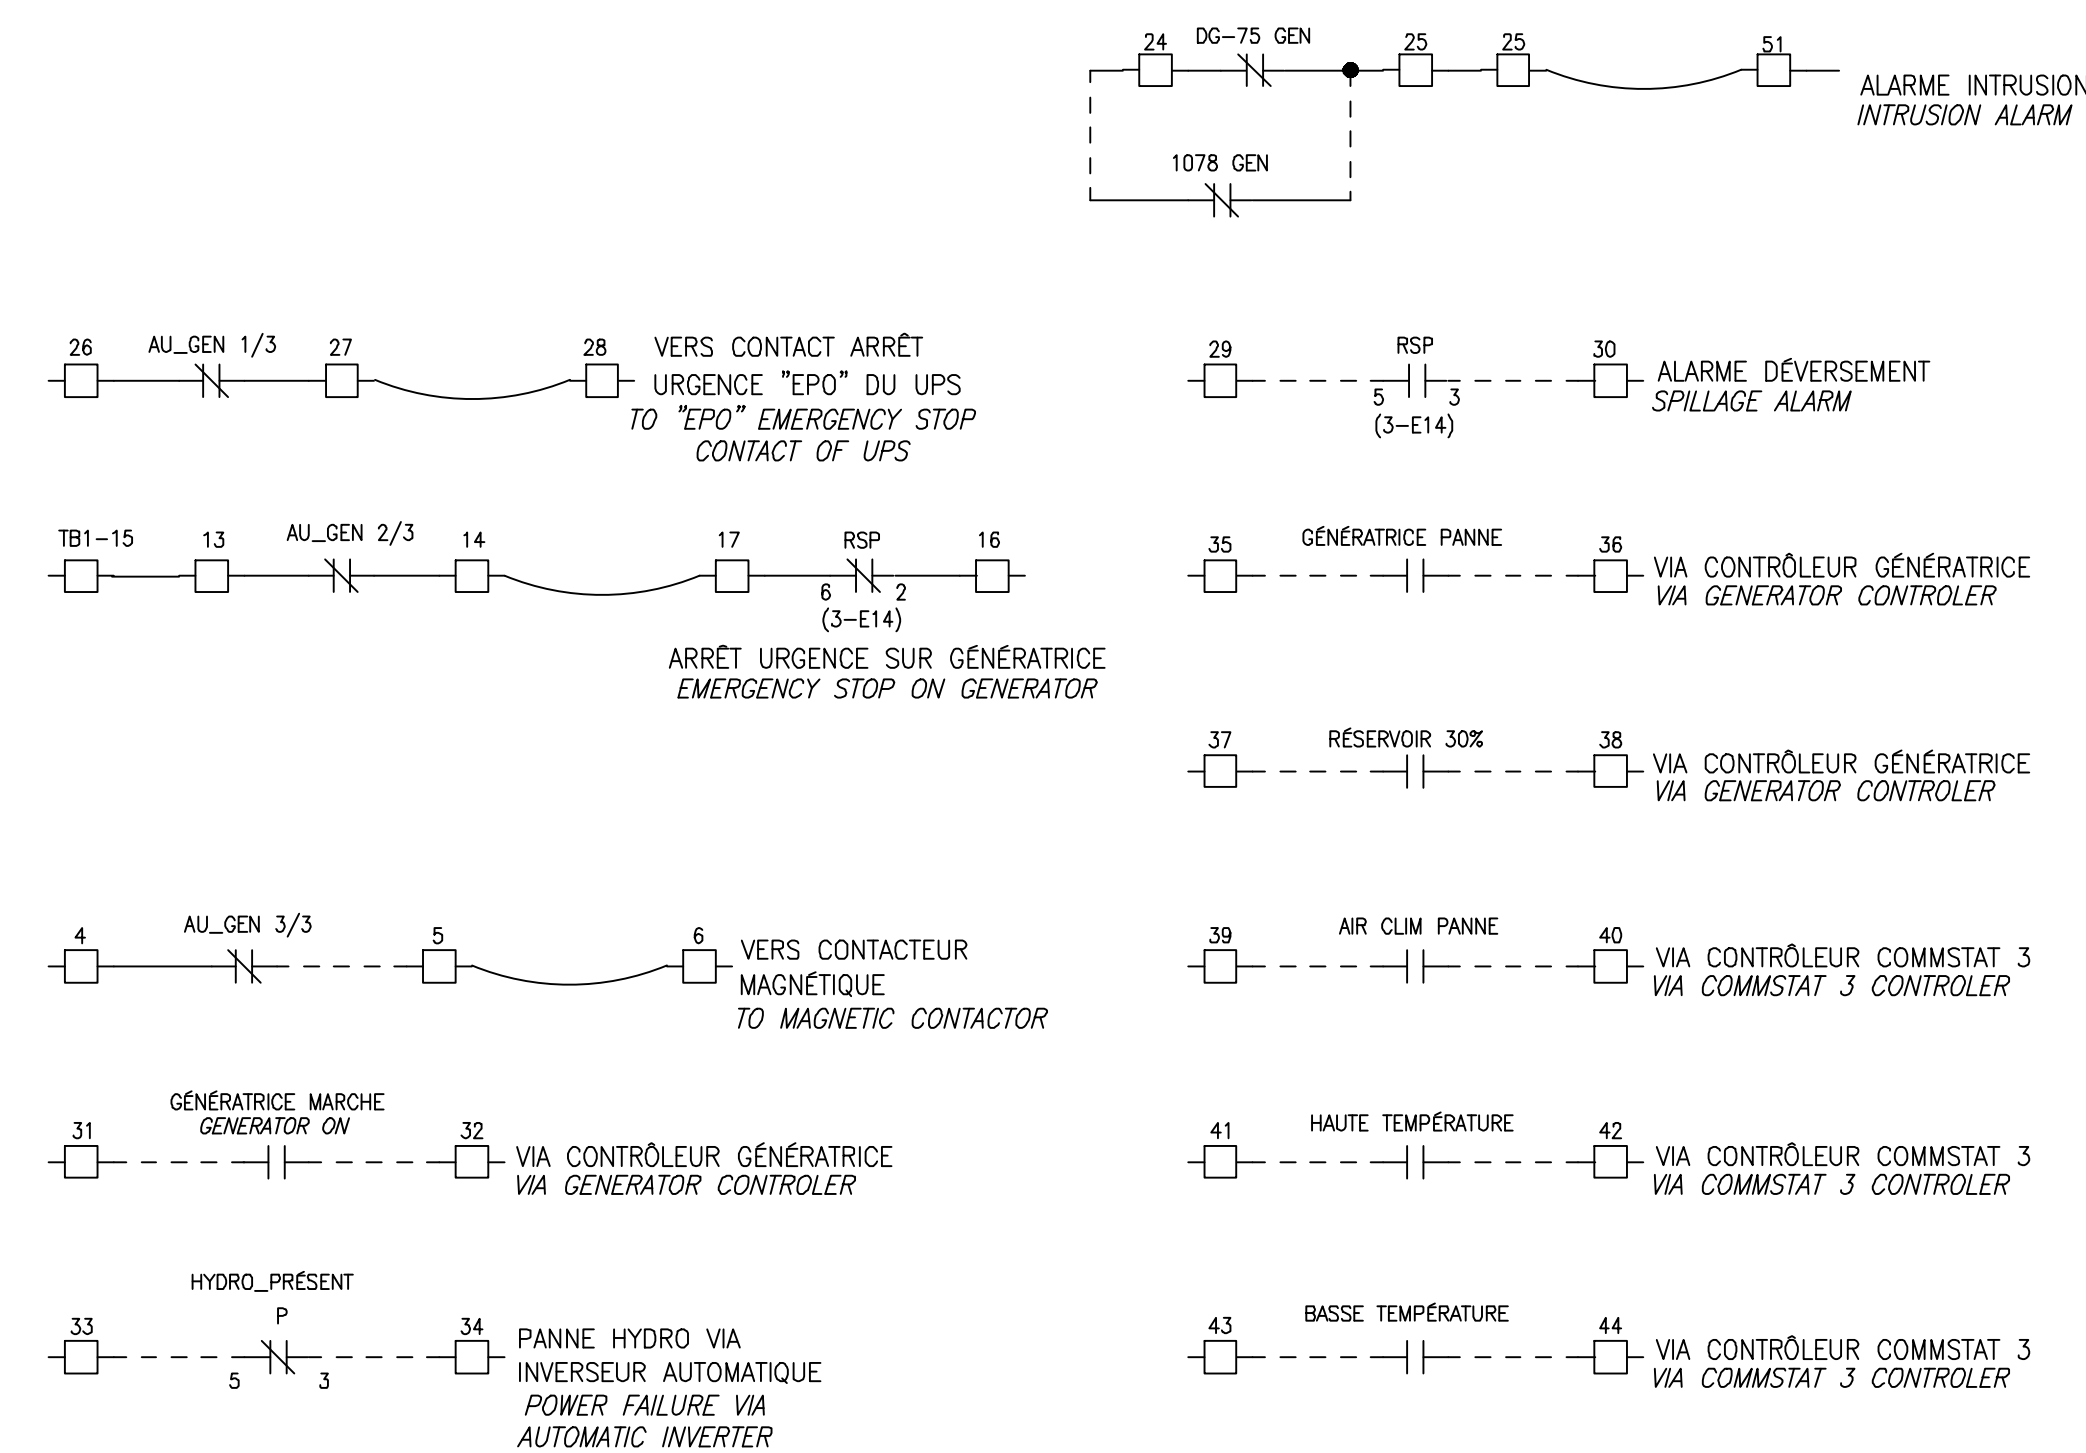 24 DG-75 GEN 25 25 51
ALARME INTRUSION
INTRUSION ALARM
1078 GEN
26 AU_GEN 1/3 27 28
VERS CONTACT ARRÊT
URGENCE "EPO" DU UPS
TO "EPO" EMERGENCY STOP
CONTACT OF UPS
29 RSP 30
5 3
(3-E14)
ALARME DÉVERSEMENT
SPILLAGE ALARM
TB1-15 13 AU_GEN 2/3 14 17 RSP 16
6 2
(3-E14)
ARRÊT URGENCE SUR GÉNÉRATRICE
EMERGENCY STOP ON GENERATOR
35 GÉNÉRATRICE PANNE 36
VIA CONTRÔLEUR GÉNÉRATRICE
VIA GENERATOR CONTROLER
37 RÉSERVOIR 30% 38
VIA CONTRÔLEUR GÉNÉRATRICE
VIA GENERATOR CONTROLER
4 AU_GEN 3/3 5 6
VERS CONTACTEUR
MAGNÉTIQUE
TO MAGNETIC CONTACTOR
39 AIR CLIM PANNE 40
VIA CONTRÔLEUR COMMSTAT 3
VIA COMMSTAT 3 CONTROLER
GÉNÉRATRICE MARCHE
GENERATOR ON
31 32
VIA CONTRÔLEUR GÉNÉRATRICE
VIA GENERATOR CONTROLER
41 HAUTE TEMPÉRATURE 42
VIA CONTRÔLEUR COMMSTAT 3
VIA COMMSTAT 3 CONTROLER
HYDRO_PRÉSENT
P
33 34
5 3
PANNE HYDRO VIA
INVERSEUR AUTOMATIQUE
POWER FAILURE VIA
AUTOMATIC INVERTER
43 BASSE TEMPÉRATURE 44
VIA CONTRÔLEUR COMMSTAT 3
VIA COMMSTAT 3 CONTROLER